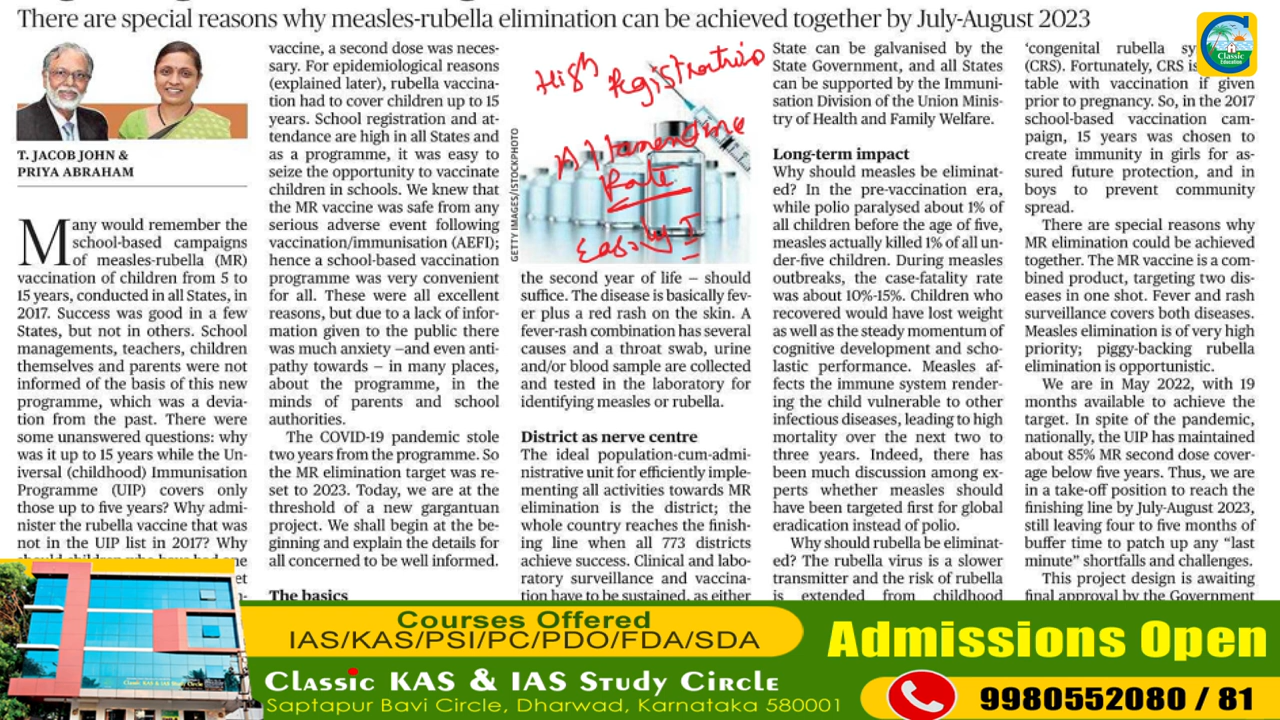 There are special reasons why measles-rubella elimination can be achieved together by July-August 2023
T. JACOB JOHN &
PRIYA ABRAHAM
Many would remember the
school-based campaigns
of measles-rubella (MR)
vaccination of children from 5 to
15 years, conducted in all States, in
2017. Success was good in a few
States, but not in others. School
managements, teachers, children
themselves and parents were not
informed of the basis of this new
programme, which was a devia-
tion from the past. There were
some unanswered questions: why
was it up to 15 years while the Un-
iversal (childhood) Immunisation
Programme (UIP) covers only
those up to five years? Why admi-
nister the rubella vaccine that was
not in the UIP list in 2017? Why
vaccine, a second dose was neces-
sary. For epidemiological reasons
(explained later), rubella vaccina-
tion had to cover children up to 15
years. School registration and at-
tendance are high in all States and
as a programme, it was easy to
seize the opportunity to vaccinate
children in schools. We knew that
the MR vaccine was safe from any
serious adverse event following
vaccination/immunisation (AEFI);
hence a school-based vaccination
programme was very convenient
for all. These were all excellent
reasons, but due to a lack of infor-
mation given to the public there
was much anxiety —and even anti-
pathy towards — in many places,
about the programme, in the
minds of parents and school
authorities.
The COVID-19 pandemic stole
two years from the programme. So
the MR elimination target was re-
set to 2023. Today, we are at the
threshold of a new gargantuan
project. We shall begin at the be-
ginning and explain the details for
all concerned to be well informed.
The basics
GETTY IMAGES/ISTOCKPHOTO
High Registration
Attendence
Rate
Easily I
the second year of life — should
suffice. The disease is basically fev-
er plus a red rash on the skin. A
fever-rash combination has several
causes and a throat swab, urine
and/or blood sample are collected
and tested in the laboratory for
identifying measles or rubella.
District as nerve centre
The ideal population-cum-admi-
nistrative unit for efficiently imple-
menting all activities towards MR
elimination is the district; the
whole country reaches the finish-
ing line when all 773 districts
achieve success. Clinical and labo-
ratory surveillance and vaccina-
tion have to be sustained, as either
State can be galvanised by the
State Government, and all States
can be supported by the Immuni-
sation Division of the Union Minis-
try of Health and Family Welfare.
Long-term impact
Why should measles be eliminat-
ed? In the pre-vaccination era,
while polio paralysed about 1% of
all children before the age of five,
measles actually killed 1% of all un-
der-five children. During measles
outbreaks, the case-fatality rate
was about 10%-15%. Children who
recovered would have lost weight
as well as the steady momentum of
cognitive development and scho-
lastic performance. Measles af-
fects the immune system render-
ing the child vulnerable to other
infectious diseases, leading to high
mortality over the next two to
three years. Indeed, there has
been much discussion among ex-
perts whether measles should
have been targeted first for global
eradication instead of polio.
Why should rubella be eliminat-
ed? The rubella virus is a slower
transmitter and the risk of rubella
is extended from childhood
'congenital rubella sy
(CRS). Fortunately, CRS is
table with vaccination if given
prior to pregnancy. So, in the 2017
school-based vaccination cam-
paign, 15 years was chosen to
create immunity in girls for as-
sured future protection, and in
boys to prevent community
spread.
There are special reasons why
MR elimination could be achieved
together. The MR vaccine is a com-
bined product, targeting two dis-
eases in one shot. Fever and rash
surveillance covers both diseases.
Measles elimination is of very high
priority; piggy-backing rubella
elimination is opportunistic.
We are in May 2022, with 19
months available to achieve the
target. In spite of the pandemic,
nationally, the UIP has maintained
about 85% MR second dose cover-
age below five years. Thus, we are
in a take-off position to reach the
finishing line by July-August 2023,
still leaving four to five months of
buffer time to patch up any “last
minute” shortfalls and challenges.
This project design is awaiting
final approval by the Government
Classic
Education
Courses Offered
IAS/KAS/PSI/PC/PDO/FDA/SDA
Classic KAS & IAS Study Circle
Saptapur Bavi Circle, Dharwad, Karnataka 580001
Admissions Open
9980552080 / 81